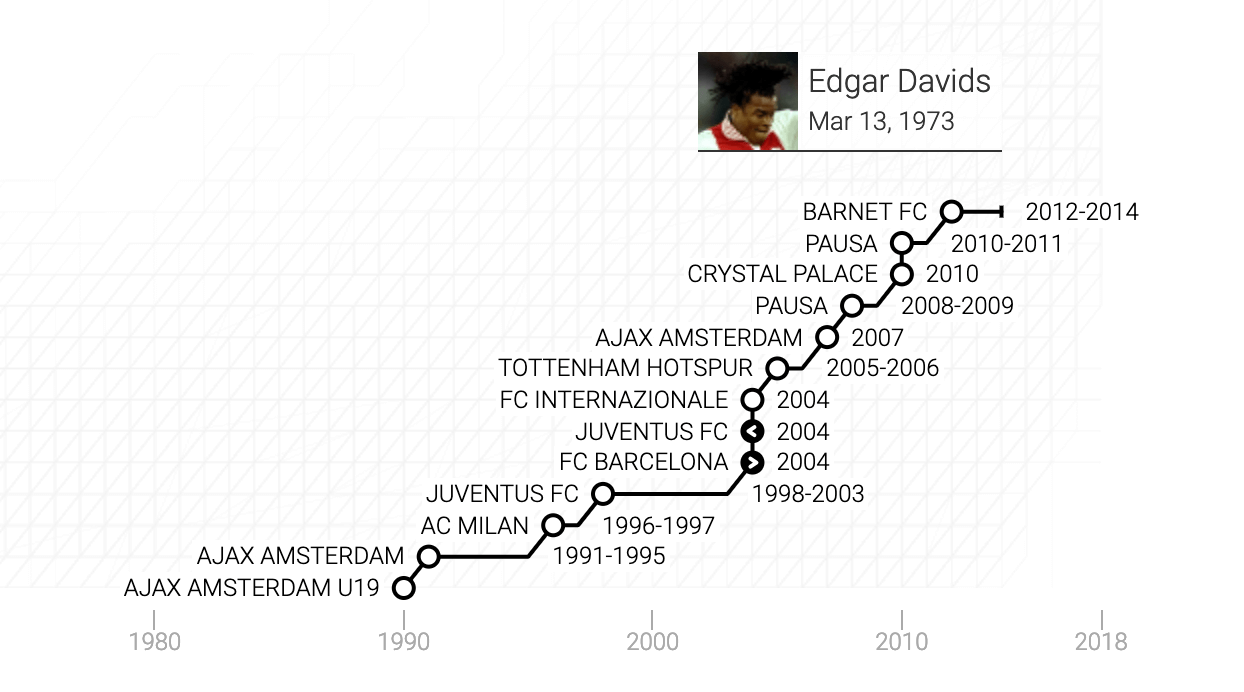 Edgar Davids
Mar 13, 1973
BARNET FC 2012-2014
PAUSA 2010-2011
CRYSTAL PALACE 2010
PAUSA 2008-2009
AJAX AMSTERDAM 2007
TOTTENHAM HOTSPUR 2005-2006
FC INTERNAZIONALE 2004
JUVENTUS FC 2004
FC BARCELONA 2004
JUVENTUS FC 1998-2003
AC MILAN 1996-1997
AJAX AMSTERDAM 1991-1995
AJAX AMSTERDAM U19
1980 1990 2000 2010 2018